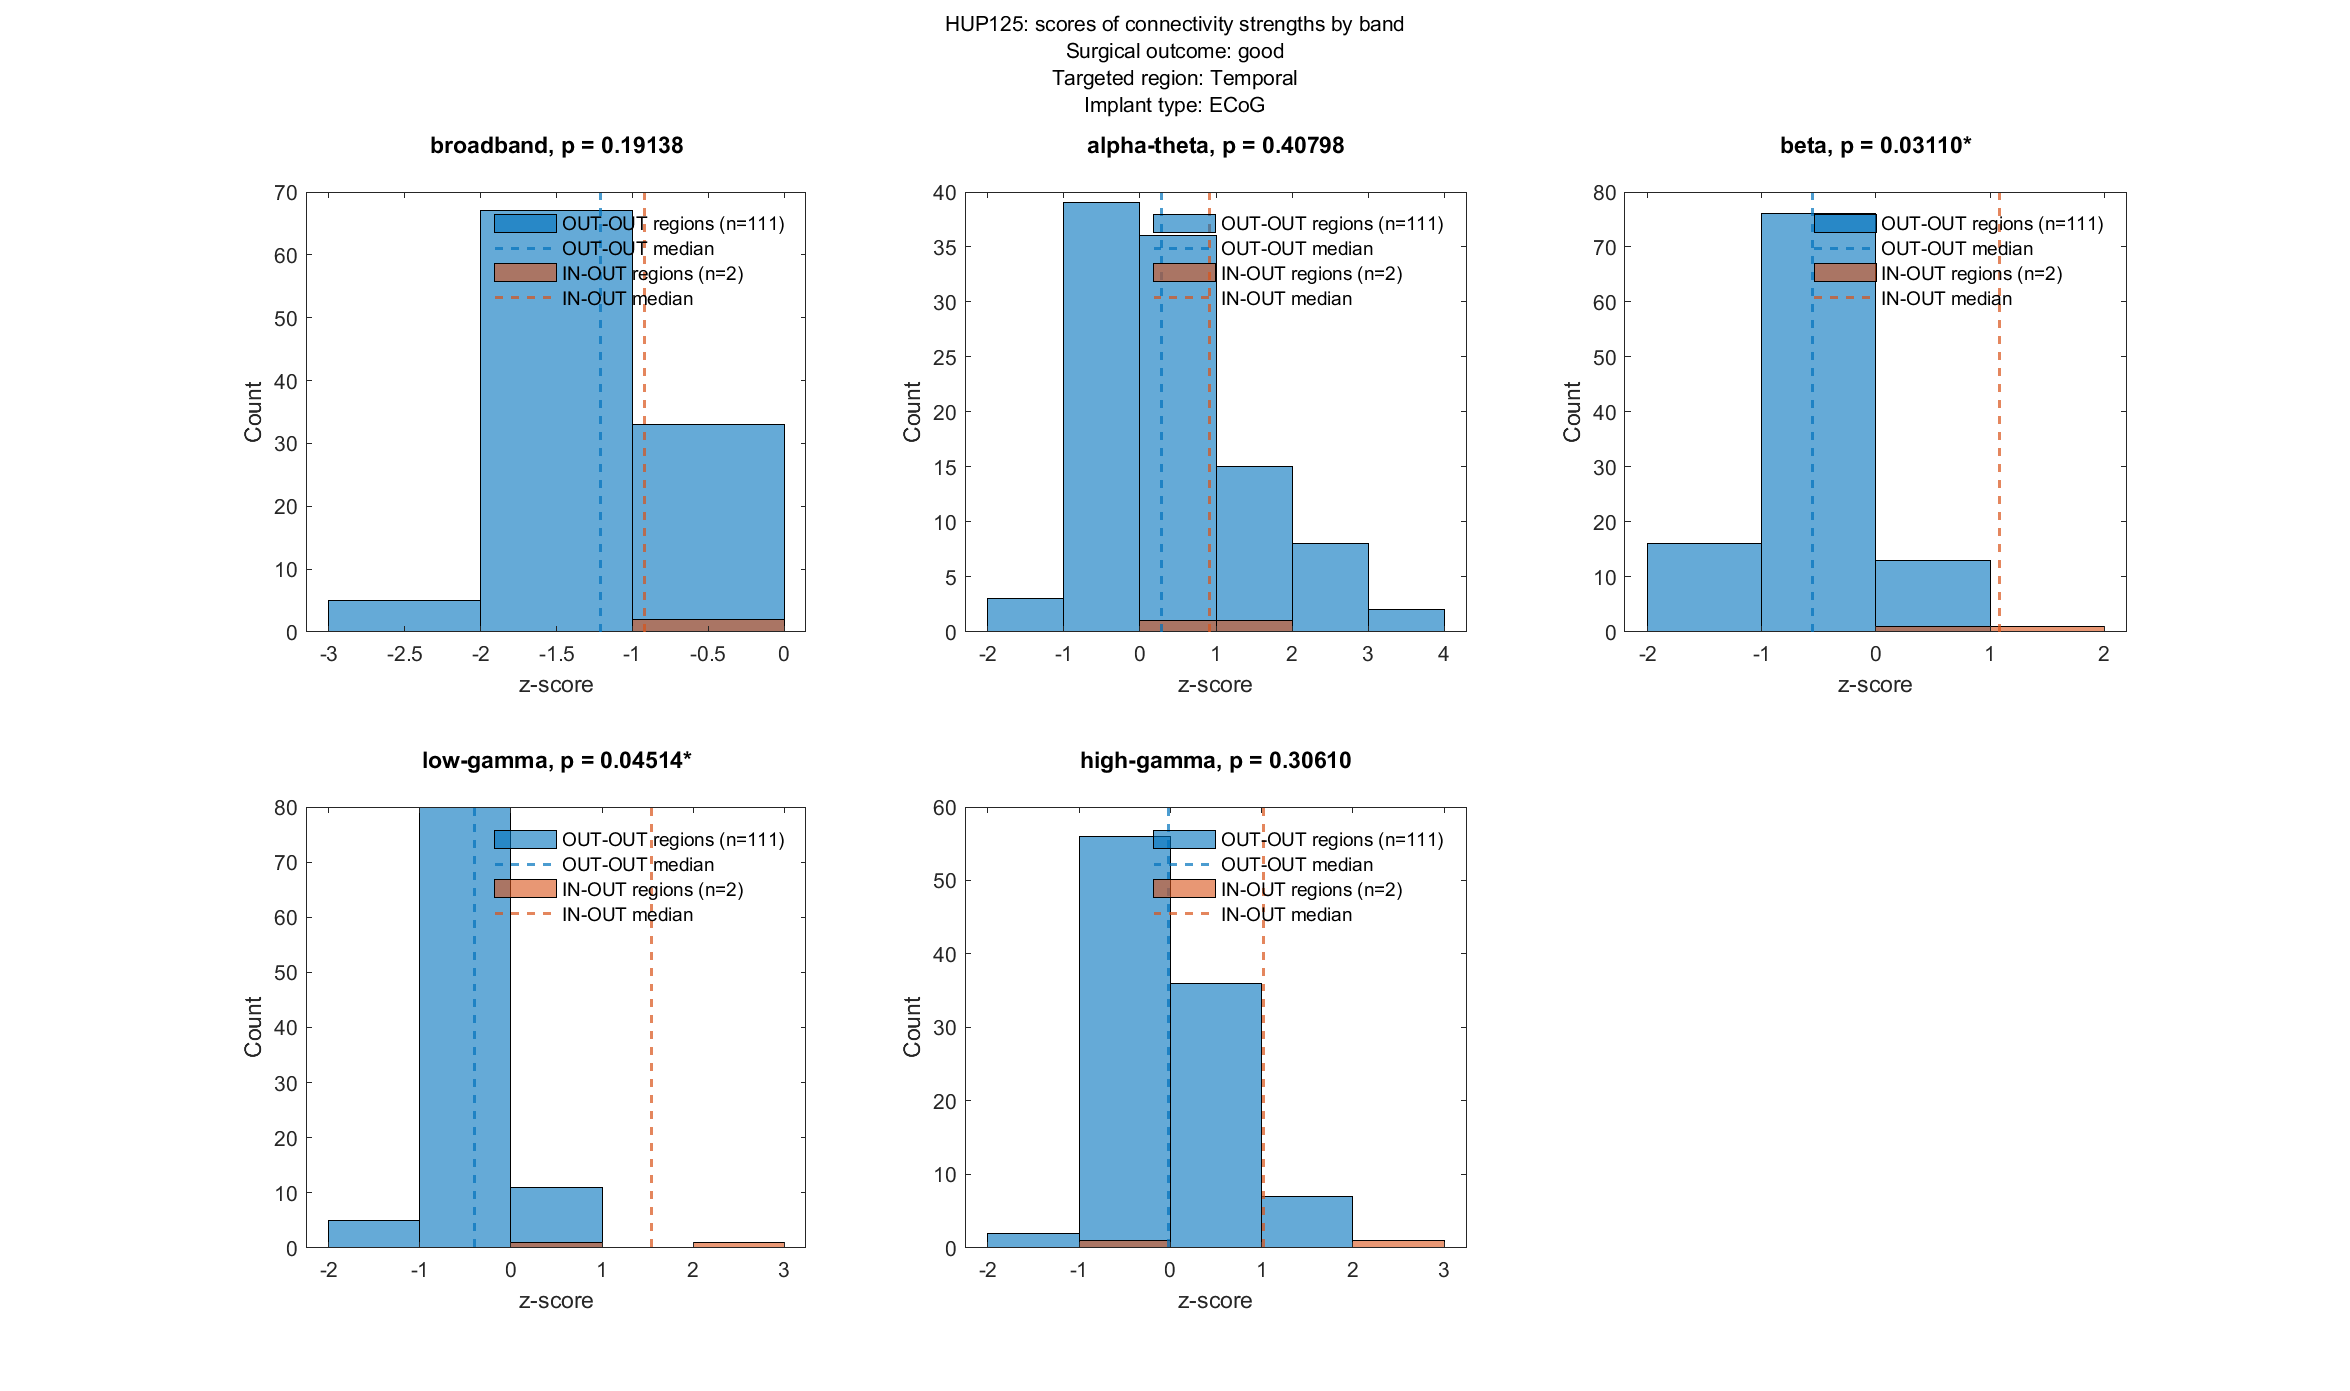 HUP125: scores of connectivity strengths by band
Surgical outcome: good
Targeted region: Temporal
Implant type: ECoG
broadband, p = 0.19138
70
60
50
40
30
20
10
0
Count
-3 -2.5 -2 -1.5 -1 -0.5 0
z-score
OUT-OUT regions (n=111)
OUT-OUT median
IN-OUT regions (n=2)
IN-OUT median
alpha-theta, p = 0.40798
40
35
30
25
20
15
10
5
0
Count
-2 -1 0 1 2 3 4
z-score
OUT-OUT regions (n=111)
OUT-OUT median
IN-OUT regions (n=2)
IN-OUT median
beta, p = 0.03110*
80
70
60
50
40
30
20
10
0
Count
-2 -1 0 1 2
z-score
OUT-OUT regions (n=111)
OUT-OUT median
IN-OUT regions (n=2)
IN-OUT median
low-gamma, p = 0.04514*
80
70
60
50
40
30
20
10
0
Count
-2 -1 0 1 2 3
z-score
OUT-OUT regions (n=111)
OUT-OUT median
IN-OUT regions (n=2)
IN-OUT median
high-gamma, p = 0.30610
60
50
40
30
20
10
0
Count
-2 -1 0 1 2 3
z-score
OUT-OUT regions (n=111)
OUT-OUT median
IN-OUT regions (n=2)
IN-OUT median